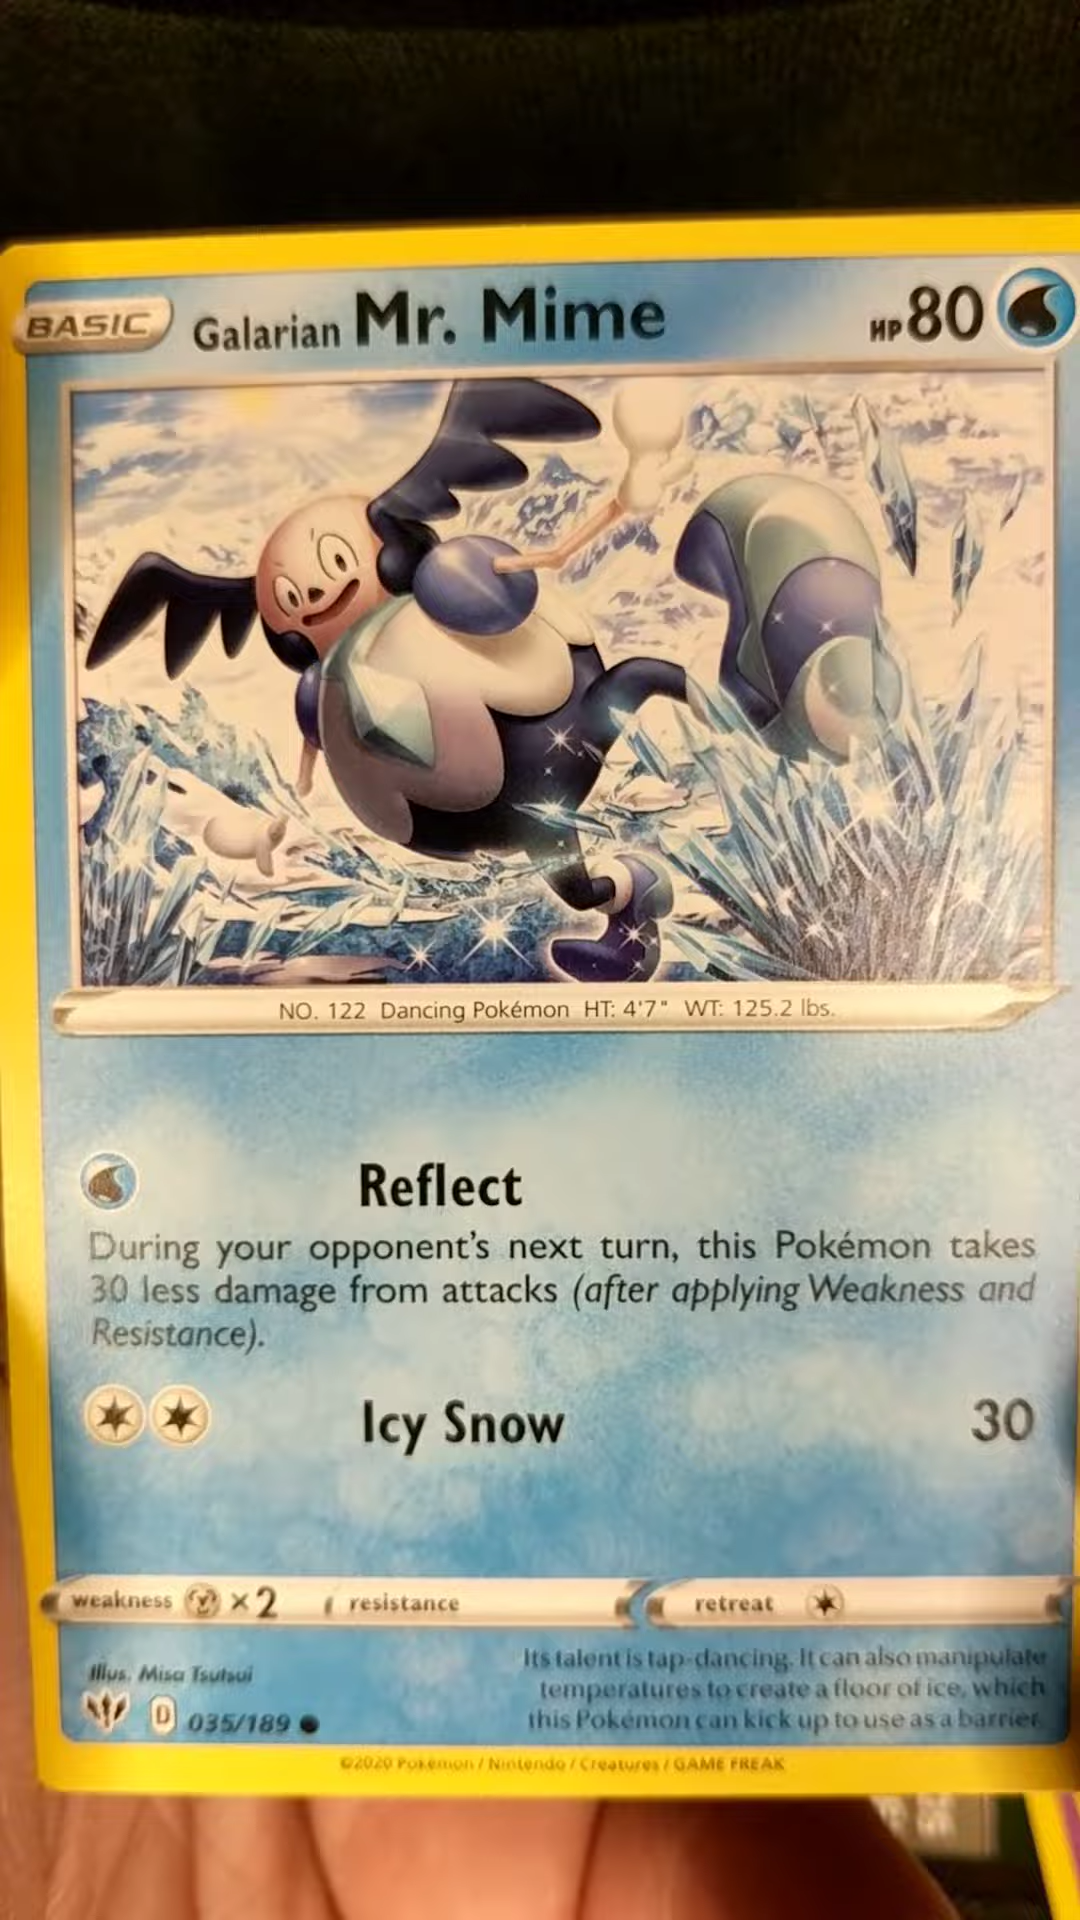 BASIC Galarian Mr. Mime HP 80
NO. 122 Dancing Pokémon HT: 4'7" WT: 125.2 lbs.
Reflect
During your opponent's next turn, this Pokémon takes
30 less damage from attacks (after applying Weakness and
Resistance).
Icy Snow 30
weakness ×2 resistance retreat
Illus. Misa Tsutsui
D 035/189
Its talent is tap-dancing. It can also manipulate
temperatures to create a floor of ice, which
this Pokémon can kick up to use as a barrier.
©2020 Pokémon / Nintendo / Creatures / GAME FREAK